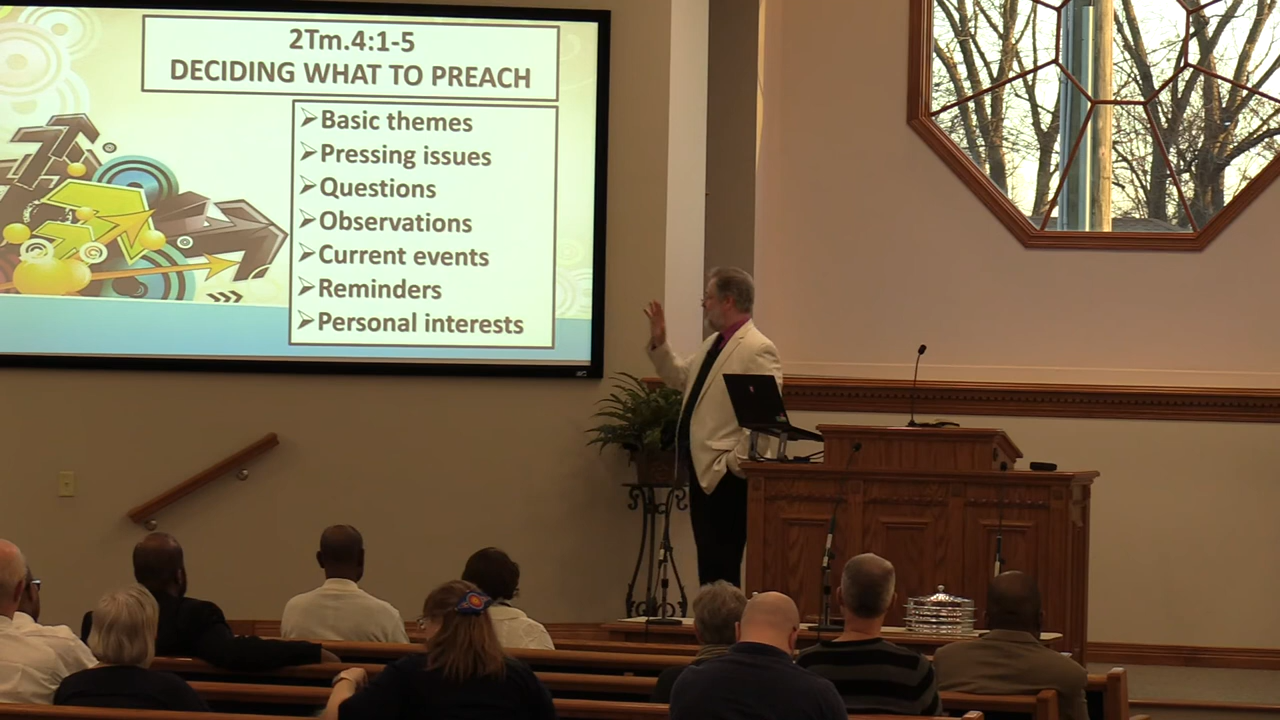 2Tm.4:1-5
DECIDING WHAT TO PREACH
➢Basic themes
➢Pressing issues
➢Questions
➢Observations
➢Current events
➢Reminders
➢Personal interests